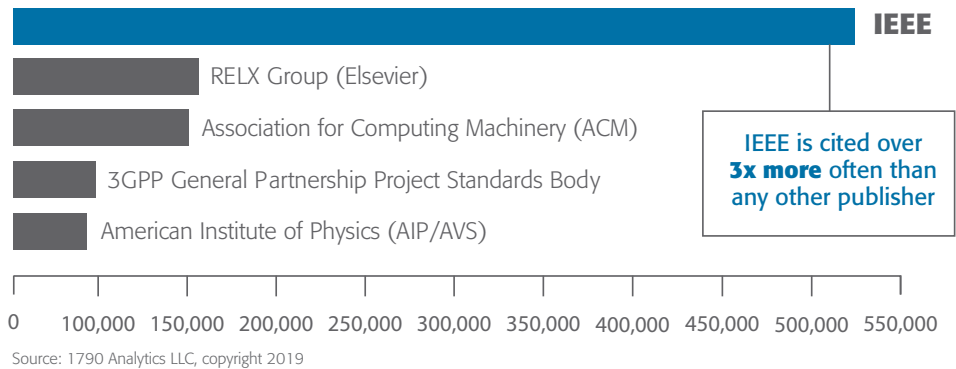 IEEE
RELX Group (Elsevier)
Association for Computing Machinery (ACM)
3GPP General Partnership Project Standards Body
American Institute of Physics (AIP/AVS)
IEEE is cited over
3x more often than
any other publisher
0 100,000 150,000 200,000 250,000 300,000 350,000 400,000 450,000 500,000 550,000
Source: 1790 Analytics LLC, copyright 2019